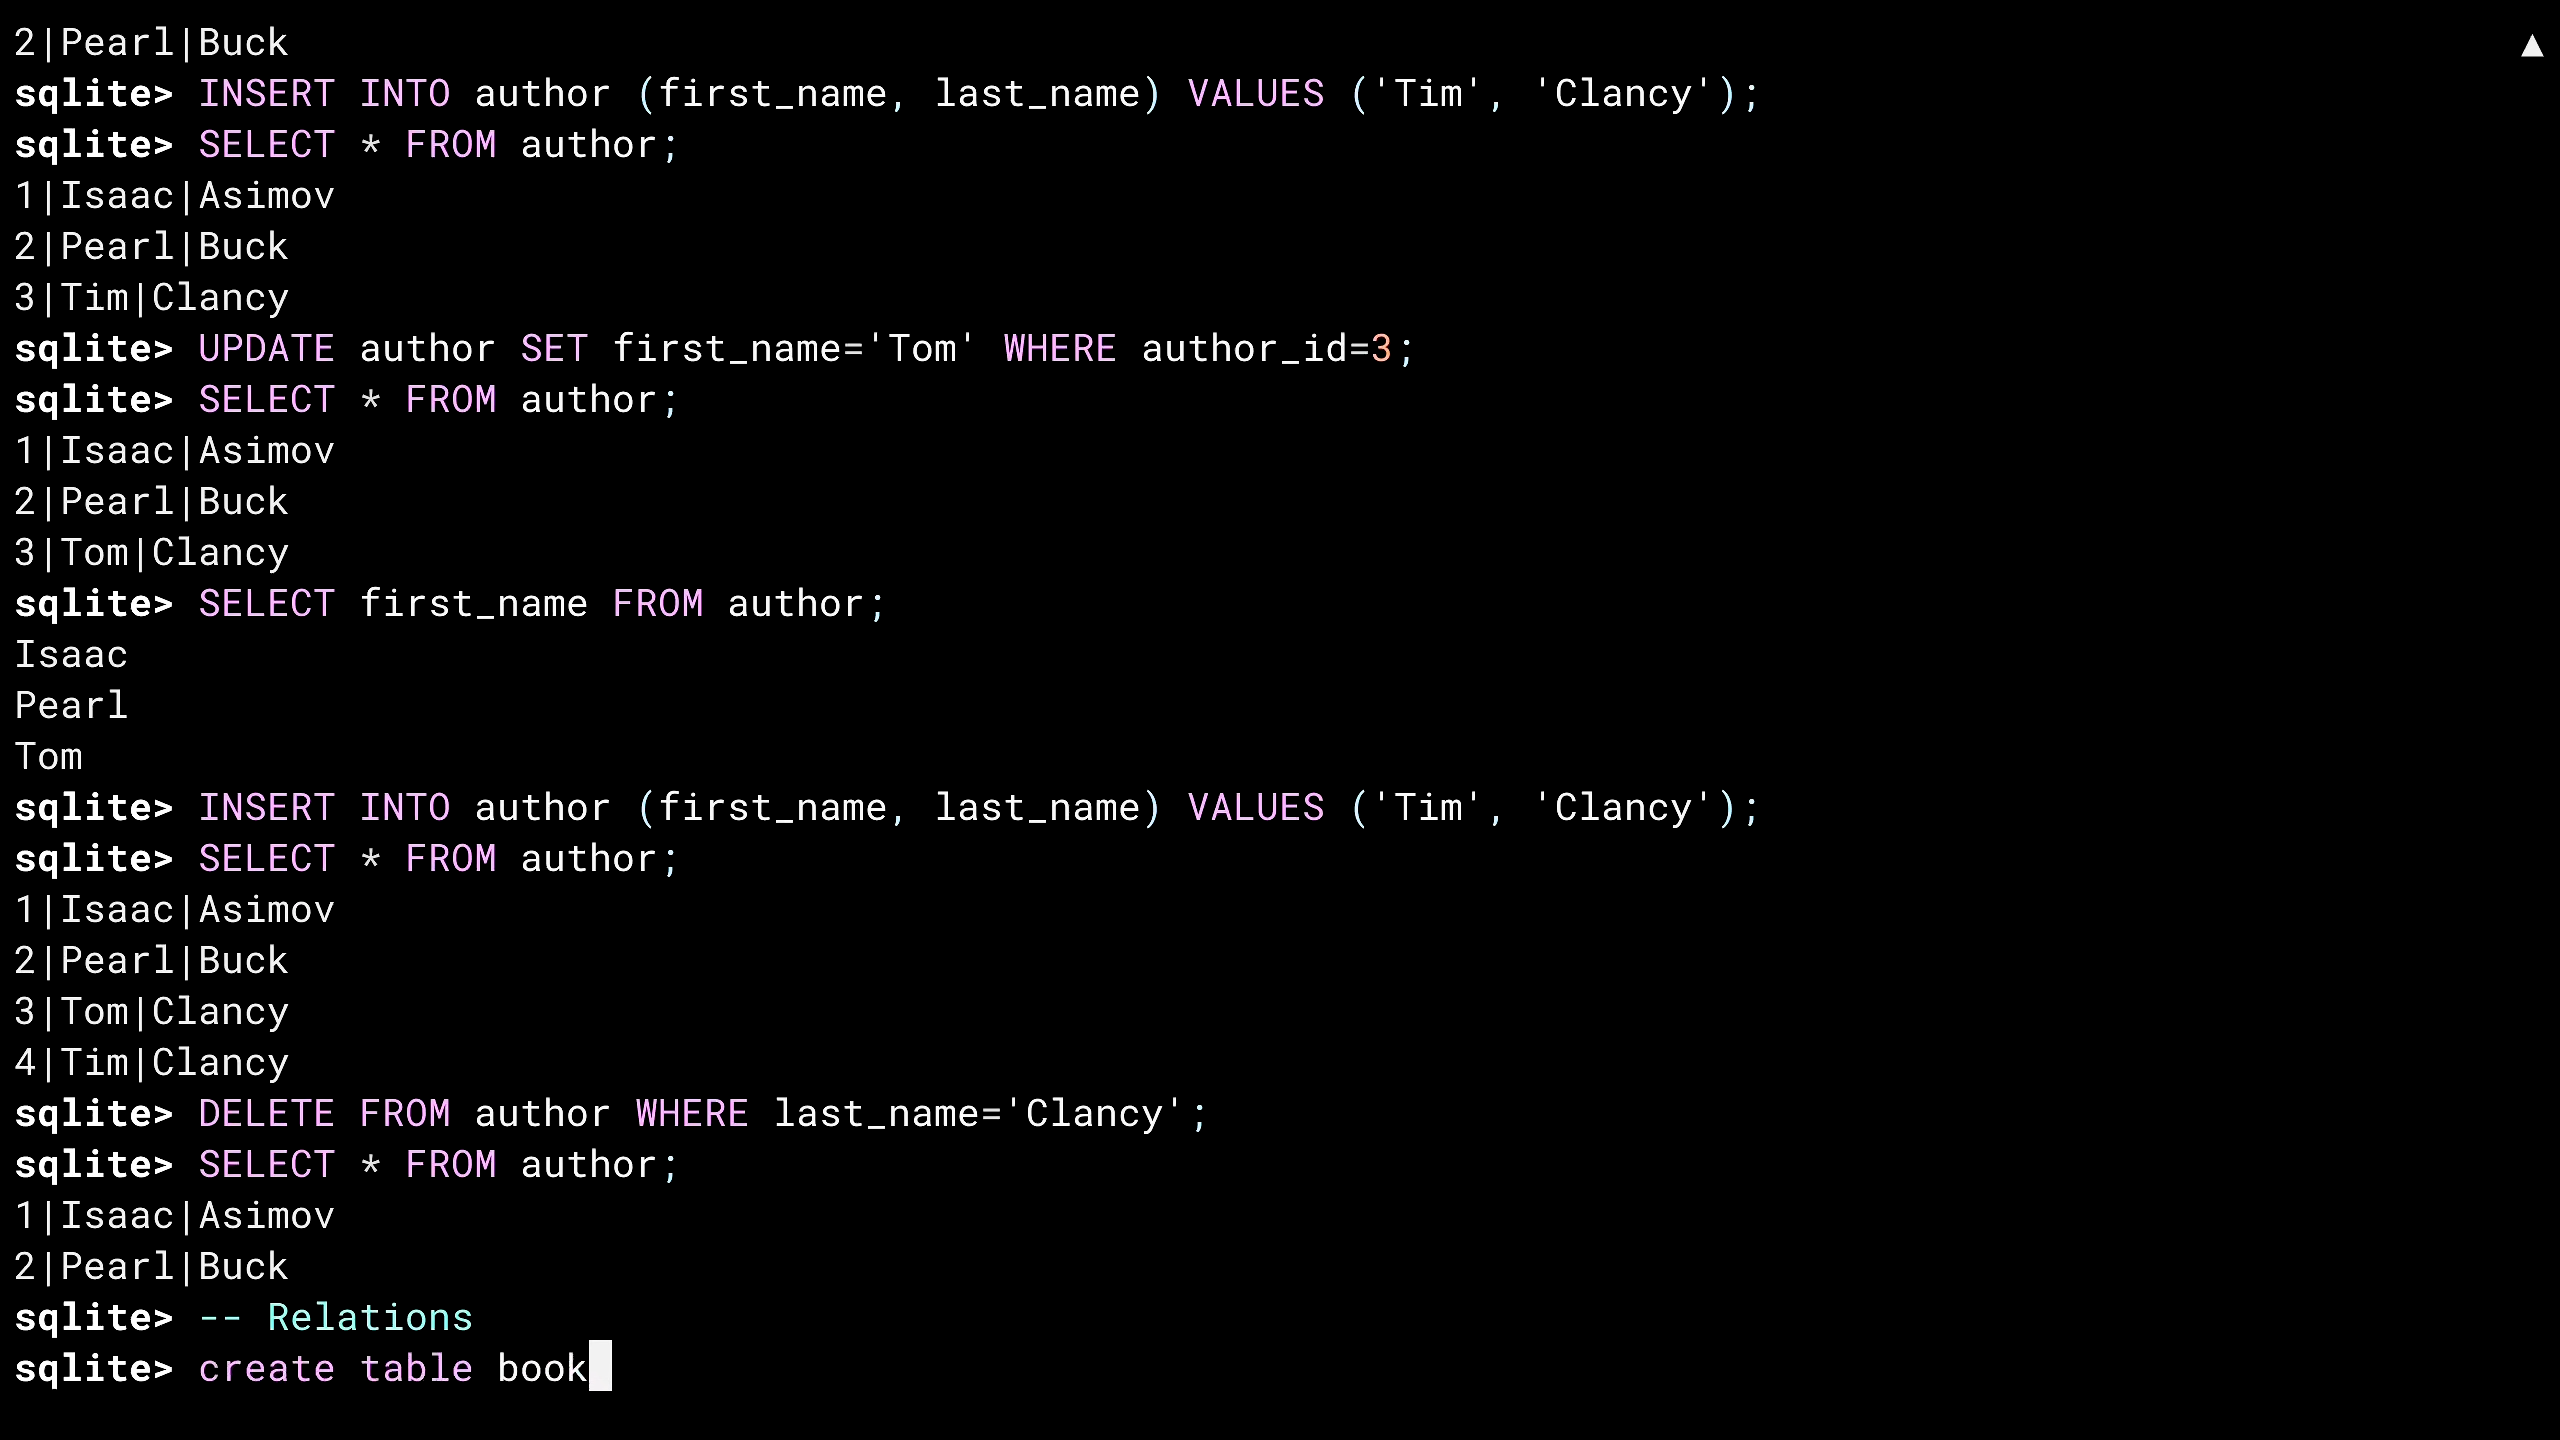 2|Pearl|Buck
sqlite> INSERT INTO author (first_name, last_name) VALUES ('Tim', 'Clancy');
sqlite> SELECT * FROM author;
1|Isaac|Asimov
2|Pearl|Buck
3|Tim|Clancy
sqlite> UPDATE author SET first_name='Tom' WHERE author_id=3;
sqlite> SELECT * FROM author;
1|Isaac|Asimov
2|Pearl|Buck
3|Tom|Clancy
sqlite> SELECT first_name FROM author;
Isaac
Pearl
Tom
sqlite> INSERT INTO author (first_name, last_name) VALUES ('Tim', 'Clancy');
sqlite> SELECT * FROM author;
1|Isaac|Asimov
2|Pearl|Buck
3|Tom|Clancy
4|Tim|Clancy
sqlite> DELETE FROM author WHERE last_name='Clancy';
sqlite> SELECT * FROM author;
1|Isaac|Asimov
2|Pearl|Buck
sqlite> -- Relations
sqlite> create table book